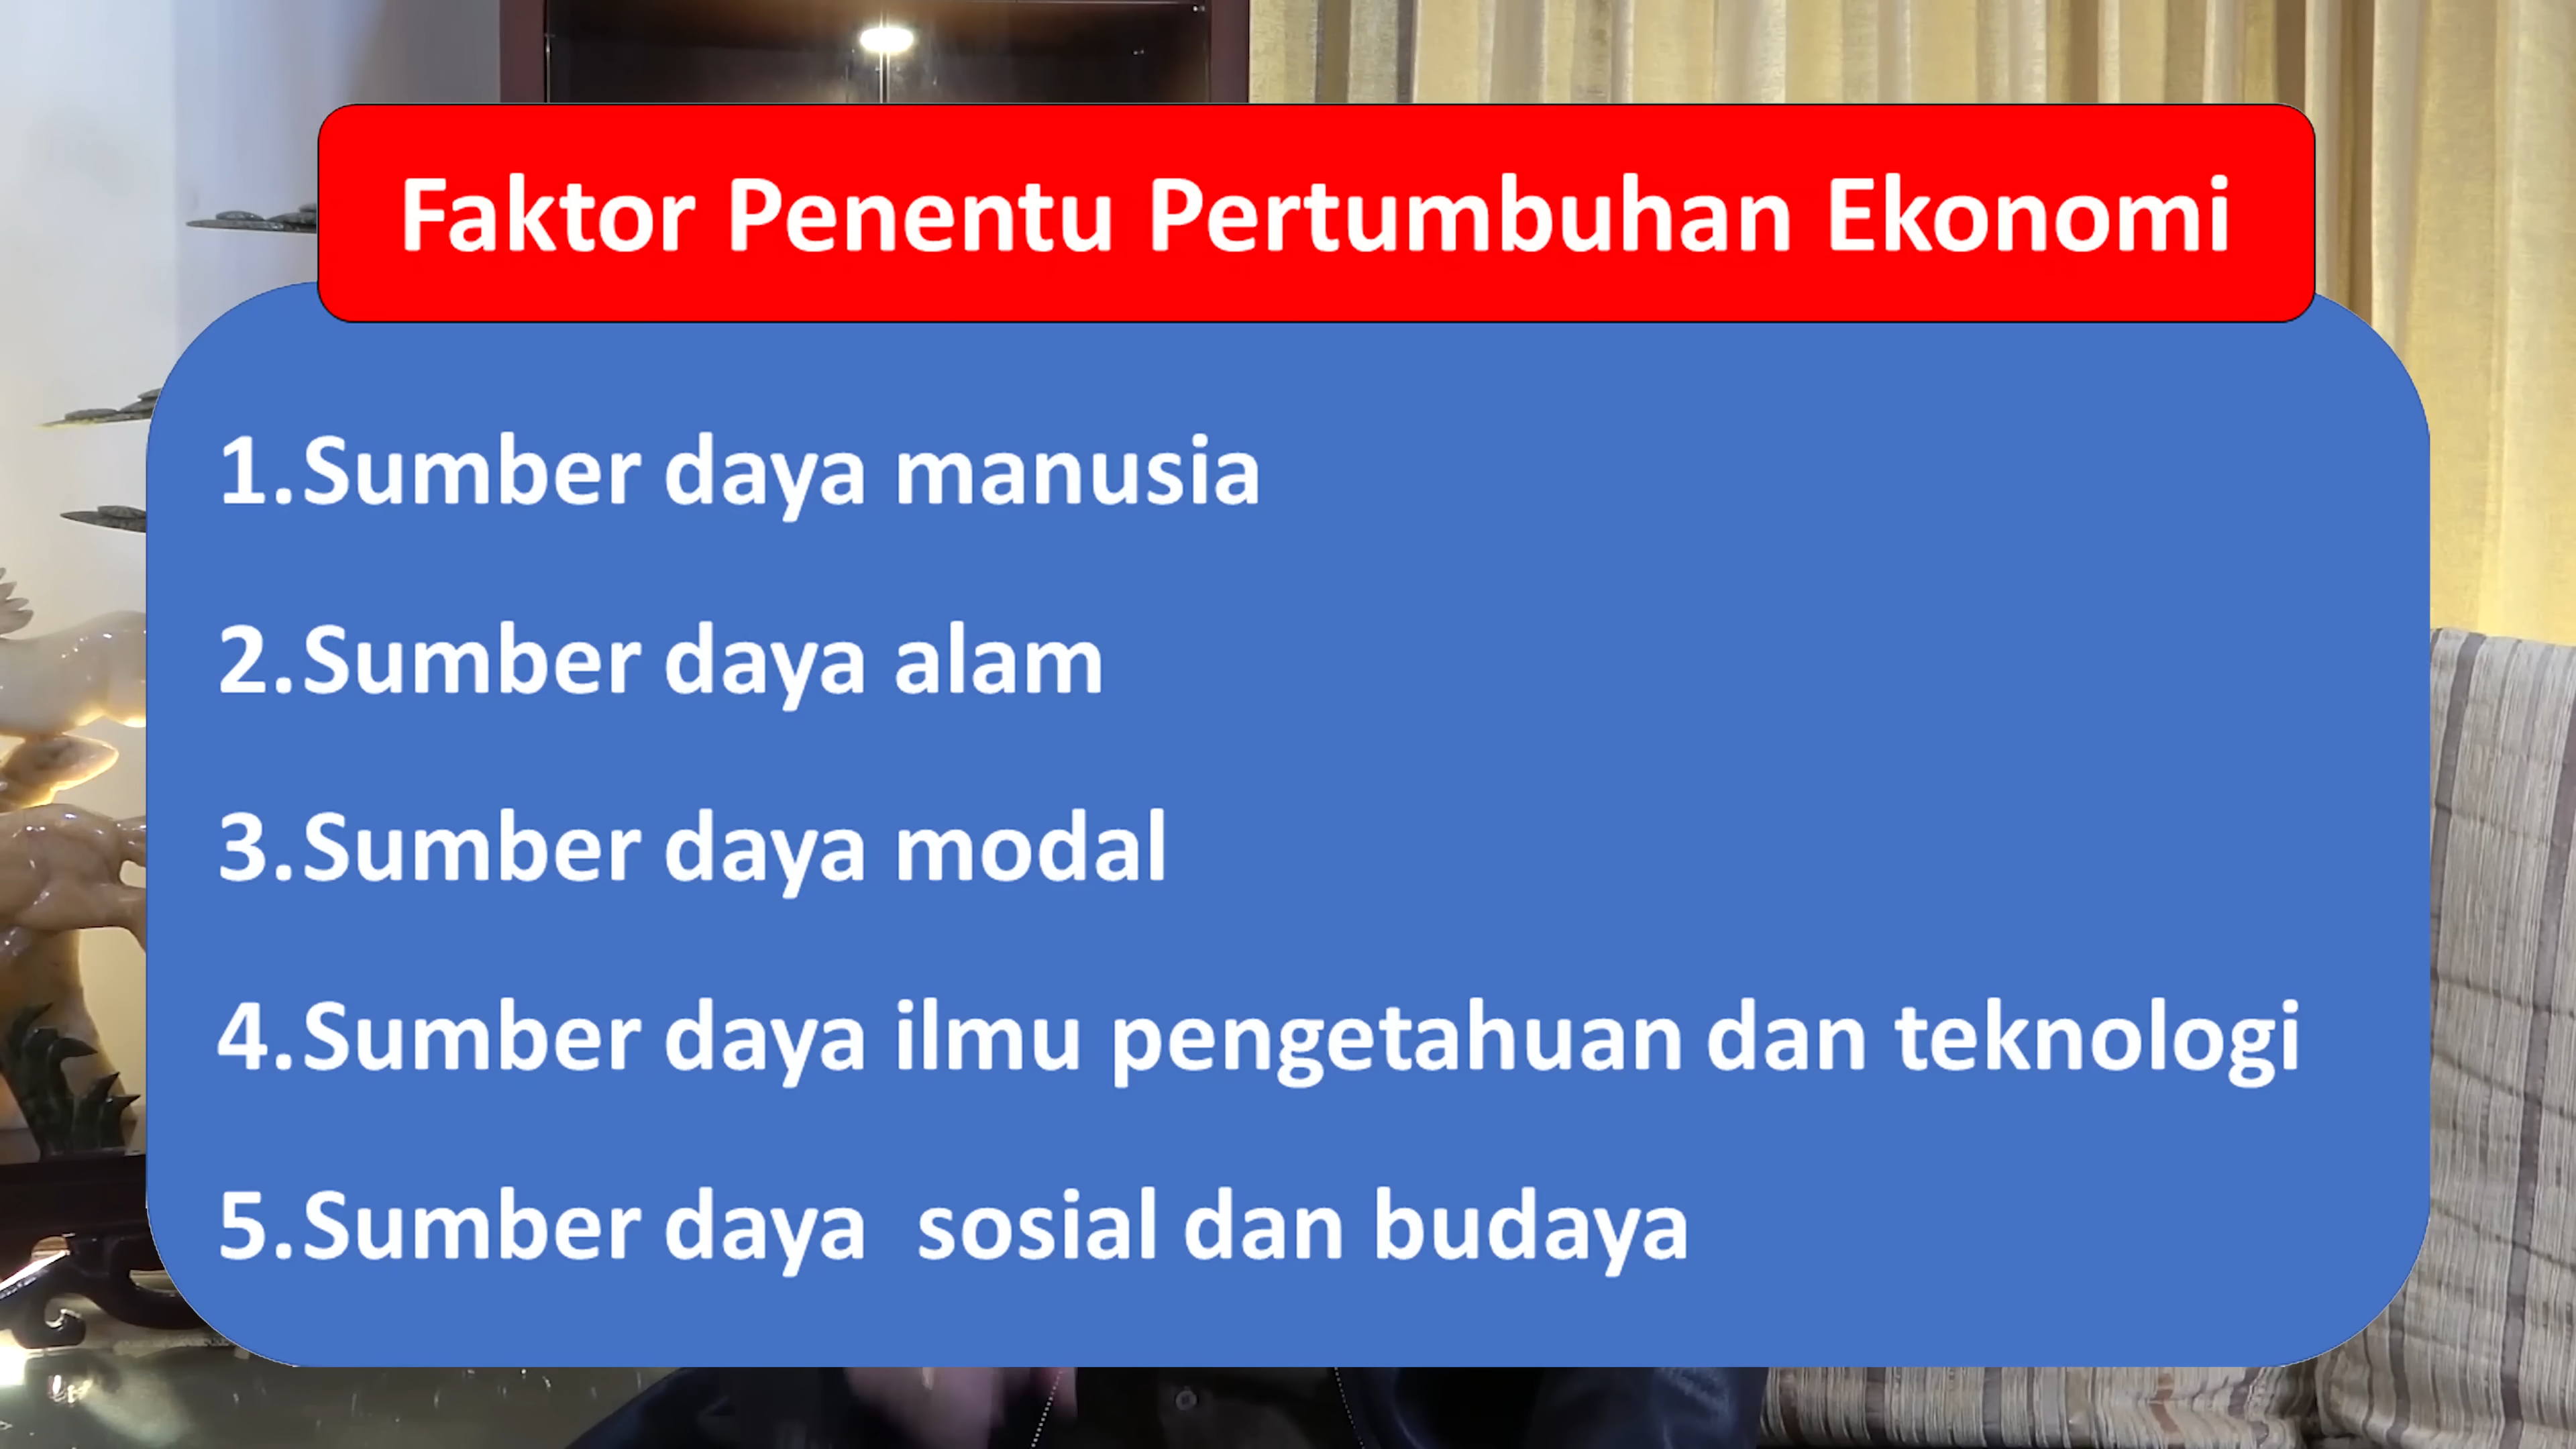 Faktor Penentu Pertumbuhan Ekonomi
1.Sumber daya manusia
2.Sumber daya alam
3.Sumber daya modal
4.Sumber daya ilmu pengetahuan dan teknologi
5.Sumber daya  sosial dan budaya